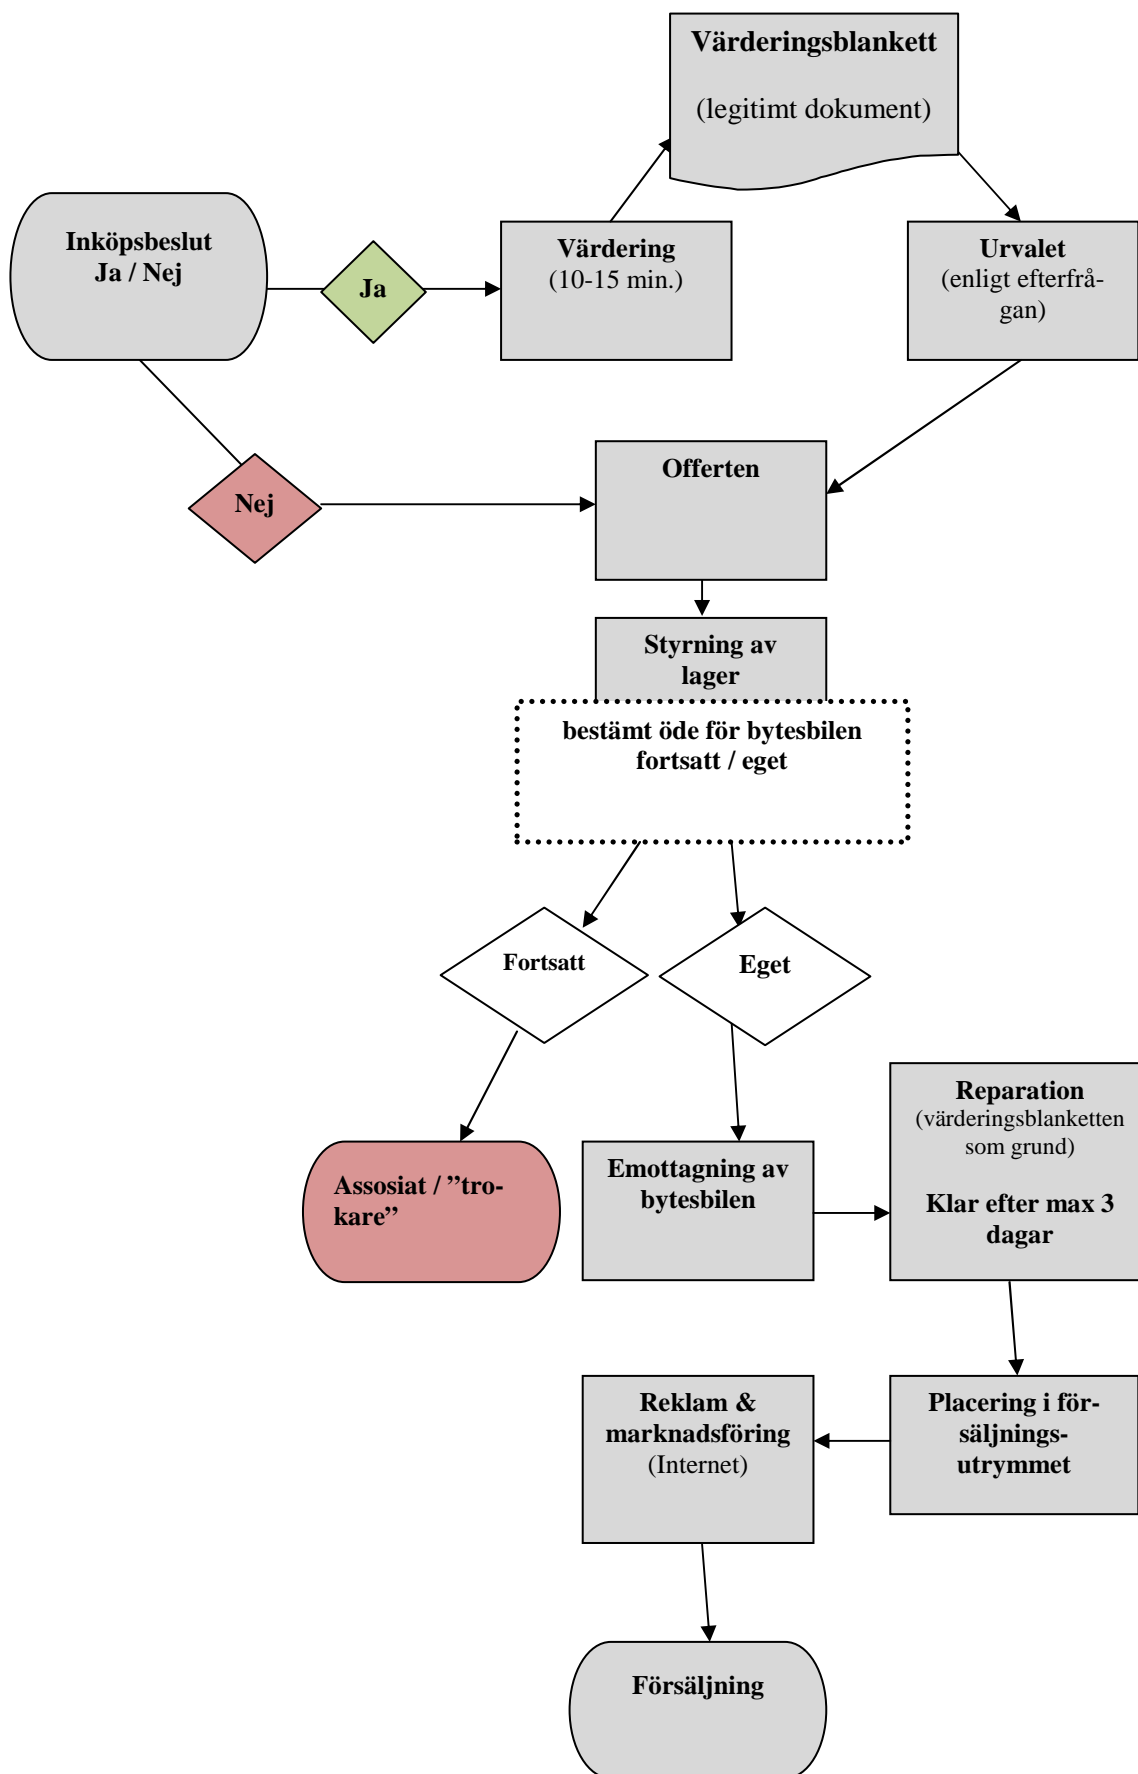 Värderingsblankett
(legitimt dokument)
Inköpsbeslut
Ja / Nej
Ja
Värdering
(10-15 min.)
Urvalet
(enligt efterfrå-
gan)
Nej
Offerten
Styrning av
lager
bestämt öde för bytesbilen
fortsatt / eget
Fortsatt
Eget
Assosiat / ”tro-
kare”
Emottagning av
bytesbilen
Reparation
(värderingsblanketten
som grund)
Klar efter max 3
dagar
Reklam &
marknadsföring
(Internet)
Placering i för-
säljnings-
utrymmet
Försäljning